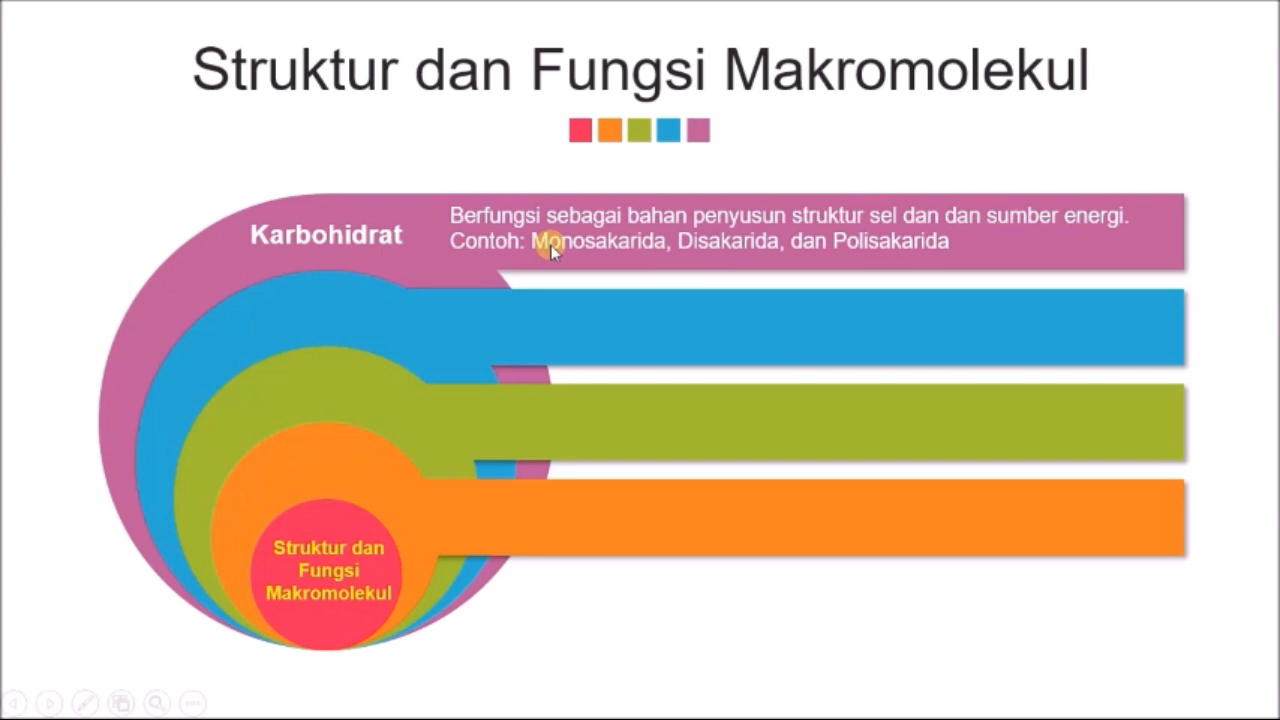 Struktur dan Fungsi Makromolekul
Karbohidrat
Berfungsi sebagai bahan penyusun struktur sel dan dan sumber energi.
Contoh: Monosakarida, Disakarida, dan Polisakarida
Struktur dan
Fungsi
Makromolekul